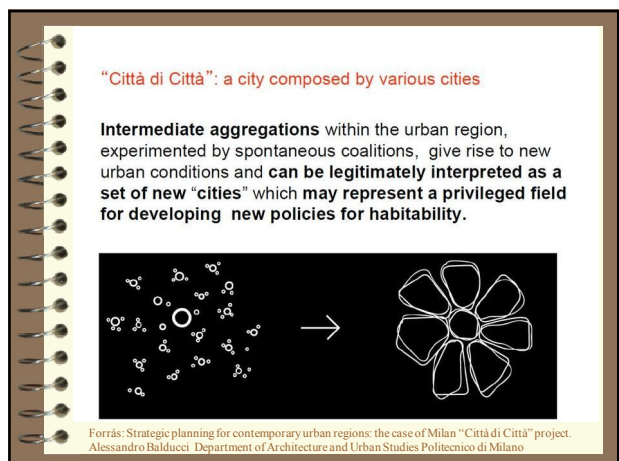 “Città di Città”: a city composed by various cities
Intermediate aggregations within the urban region,
experimented by spontaneous coalitions, give rise to new
urban conditions and can be legitimately interpreted as a
set of new “cities” which may represent a privileged field
for developing new policies for habitability.
Forrás: Strategic planning for contemporary urban regions: the case of Milan “Città di Città” project.
Alessandro Balducci Department of Architecture and Urban Studies Politecnico di Milano